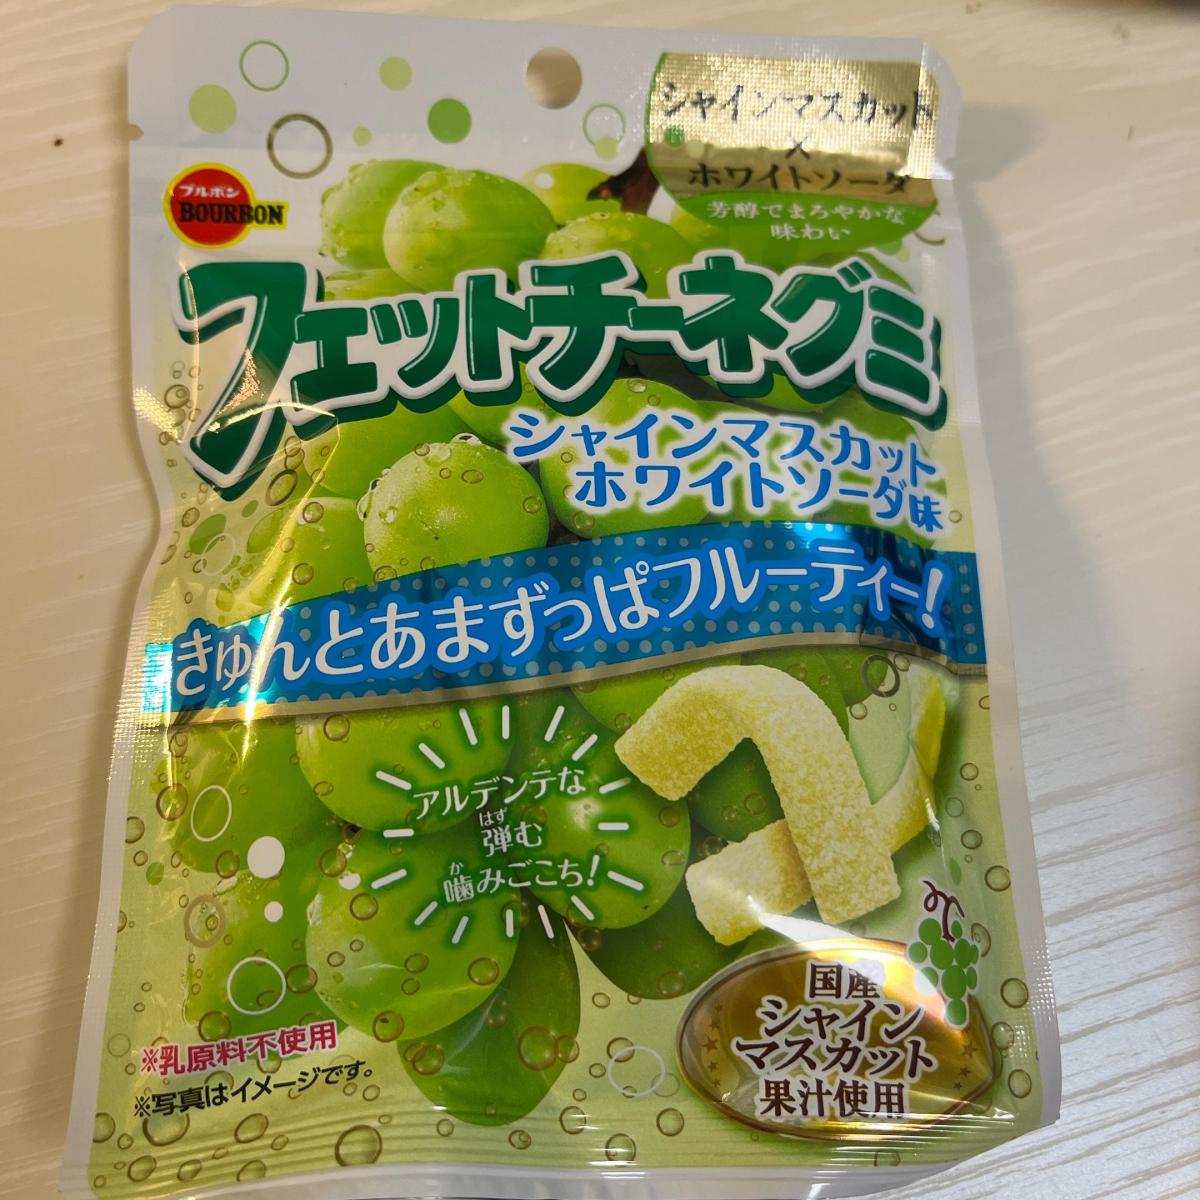 シャインマスカット
×
ホワイトソーダ
芳醇でまろやかな
味わい
ブルボン
BOURBON
フェットチーネグミ
シャインマスカット
ホワイトソーダ味
きゅんとあまずっぱフルーティー!
アルデンテな
はず
弾む
か
噛みごこち!
国産
シャイン
マスカット
果汁使用
※乳原料不使用
※写真はイメージです。